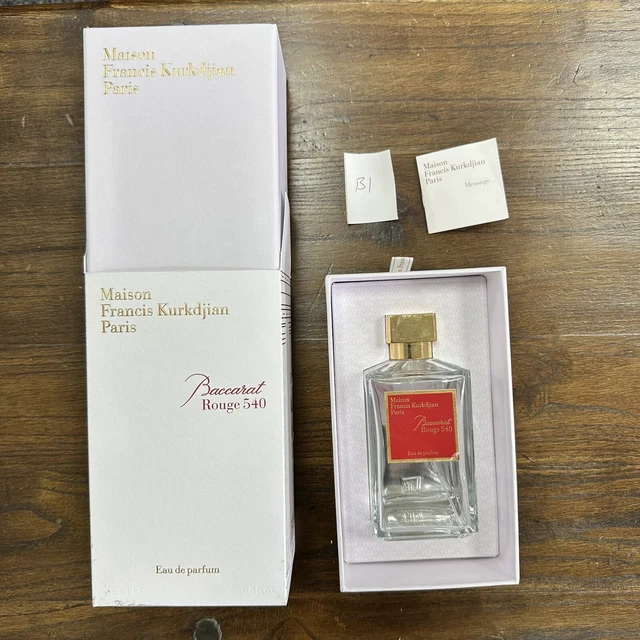 Maison
Francis Kurkdjian
Paris
Maison
Francis Kurkdjian
Paris
Baccarat
Rouge 540
Eau de parfum
B1
Maison
Francis Kurkdjian
Paris
Message...
Maison
Francis Kurkdjian
Paris
Baccarat
Rouge 540
Eau de parfum